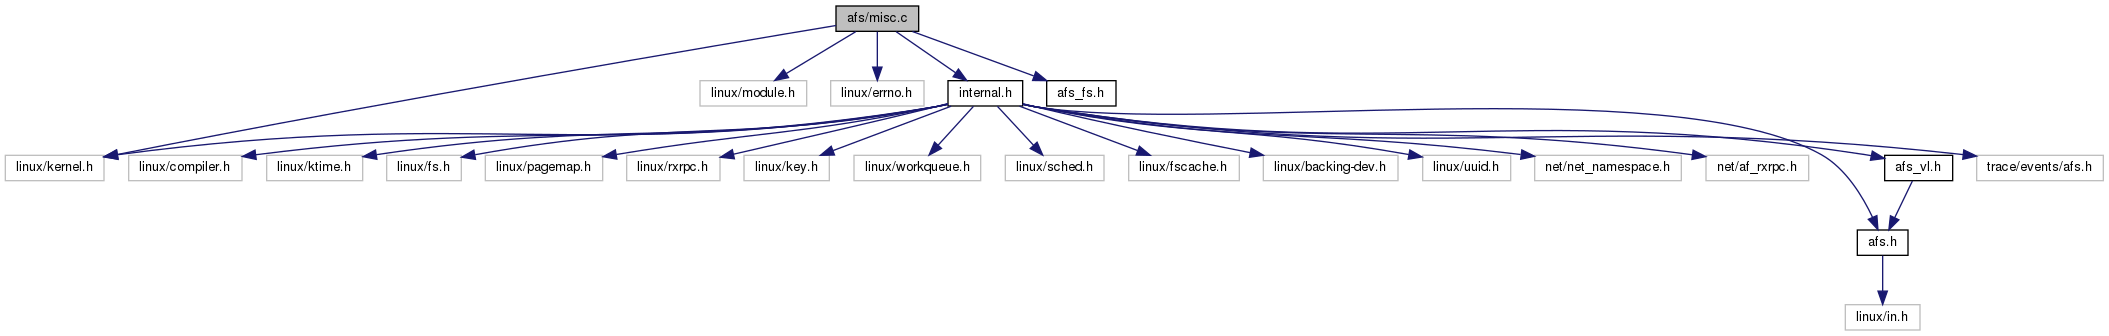 afs/misc.c
linux/module.h
linux/errno.h
internal.h
afs_fs.h
linux/kernel.h
linux/compiler.h
linux/ktime.h
linux/fs.h
linux/pagemap.h
linux/rxrpc.h
linux/key.h
linux/workqueue.h
linux/sched.h
linux/fscache.h
linux/backing-dev.h
linux/uuid.h
net/net_namespace.h
net/af_rxrpc.h
afs_vl.h
trace/events/afs.h
afs.h
linux/in.h